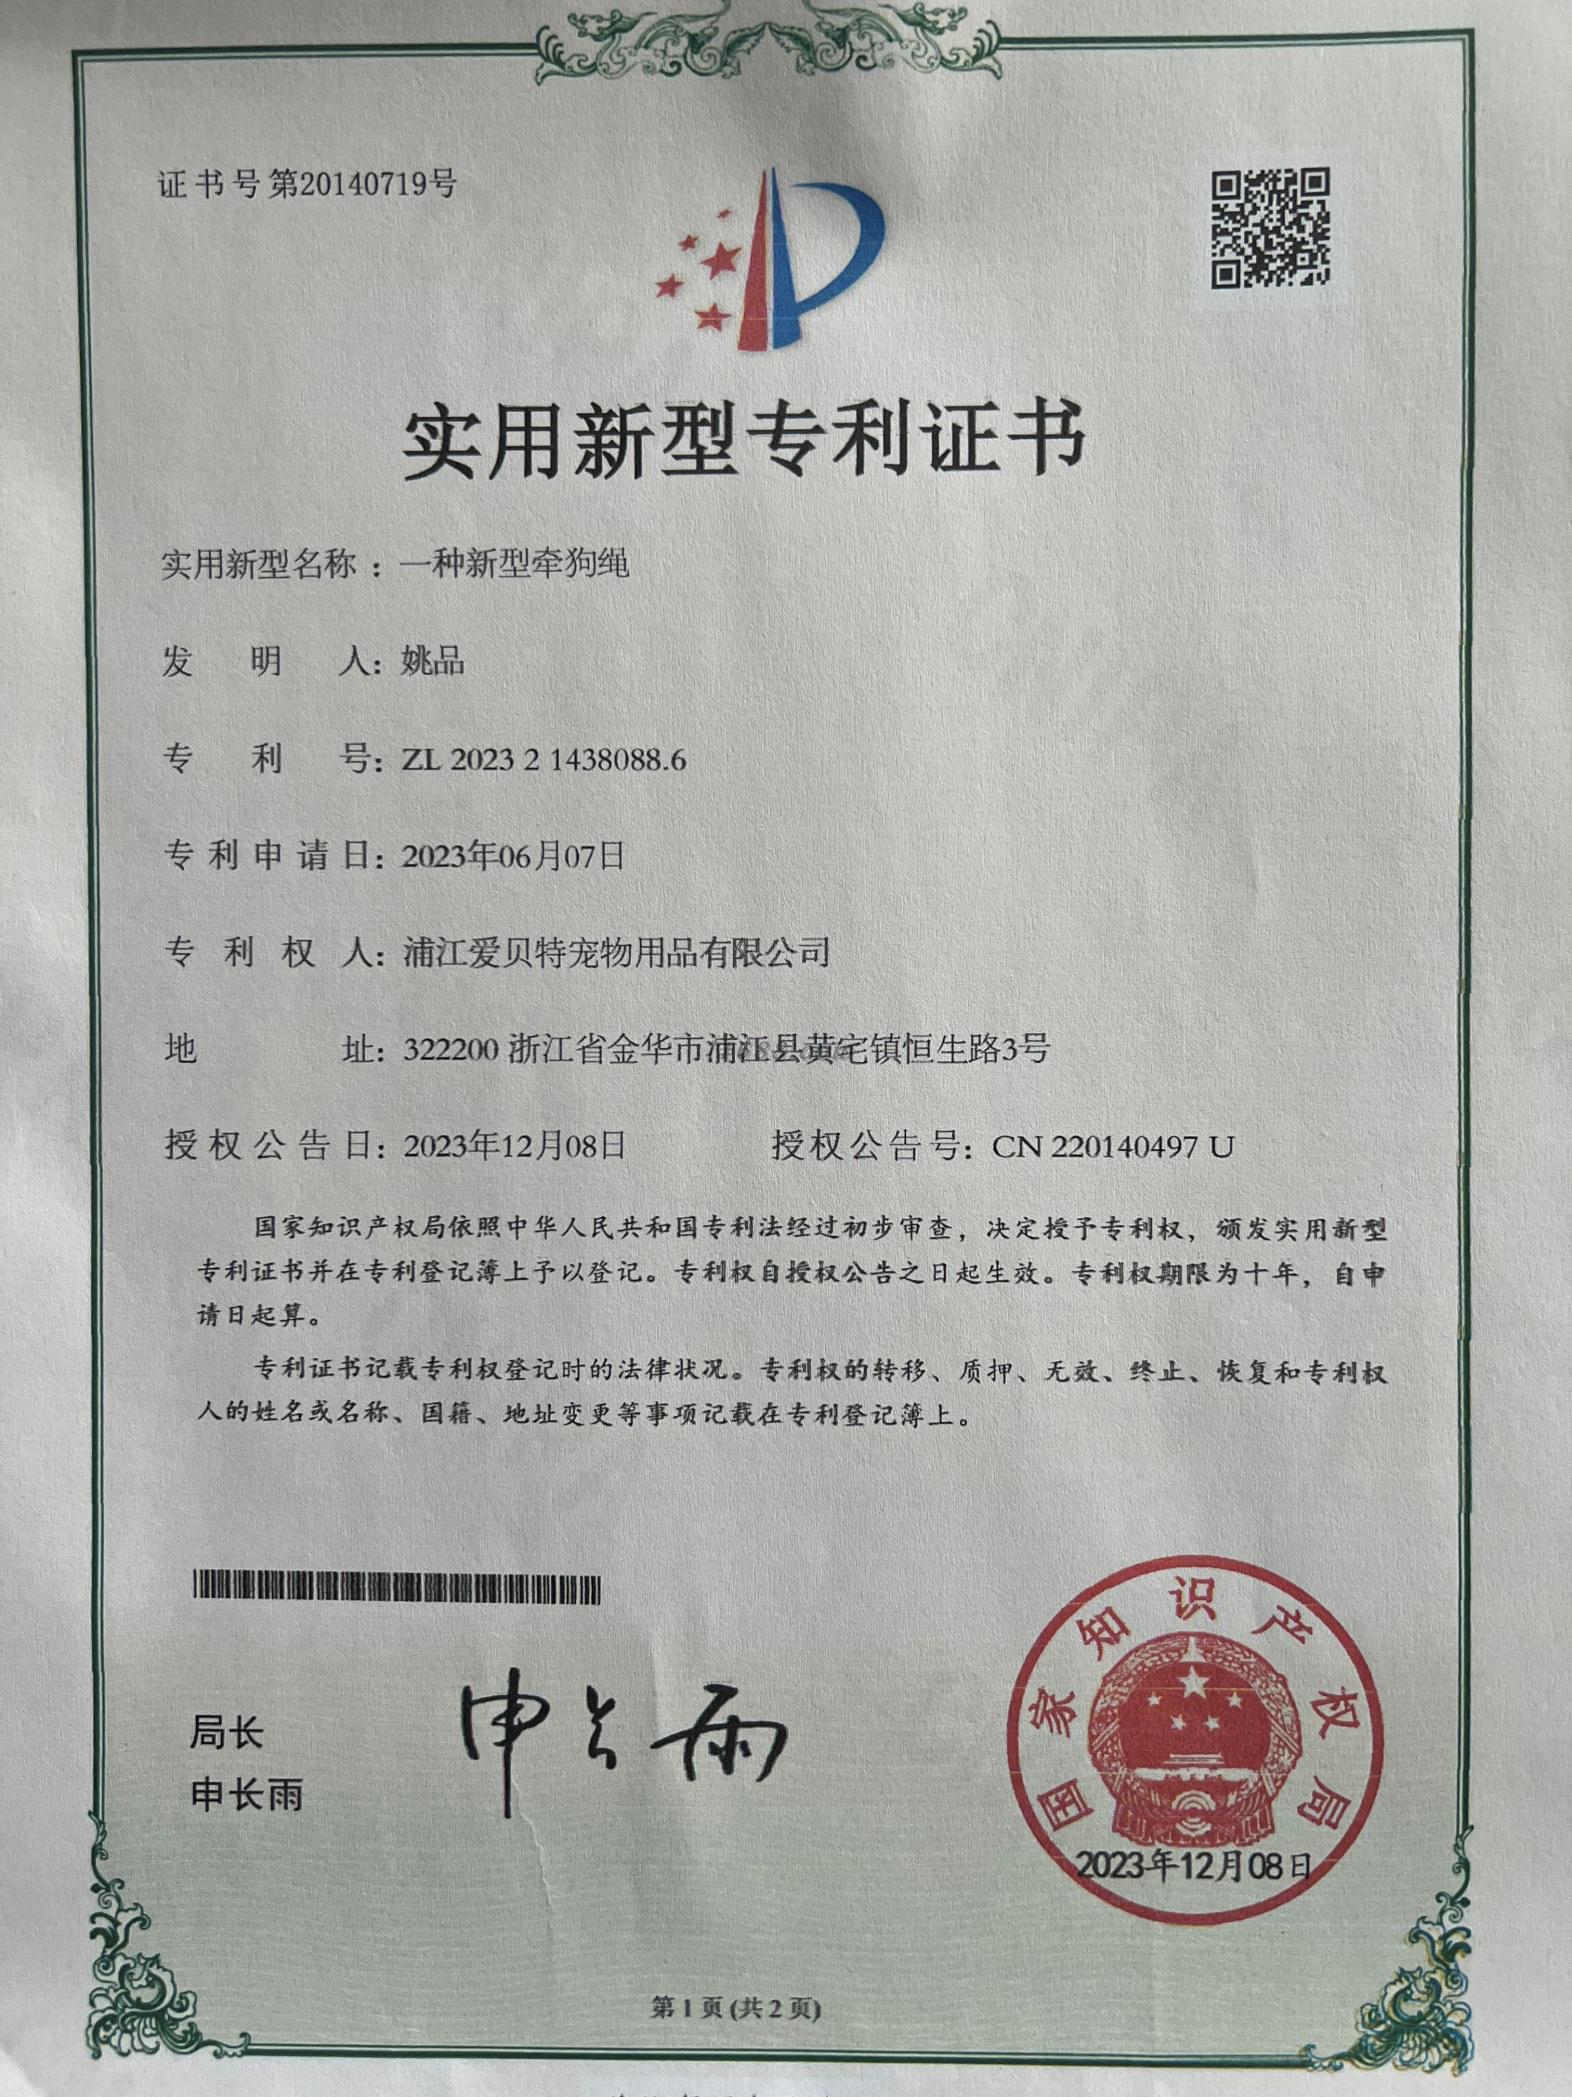 证书号第20140719号
实用新型专利证书
实用新型名称：一种新型牵狗绳
发明人：姚品
专利号：ZL 2023 2 1438088.6
专利申请日：2023年06月07日
专利权人：浦江爱贝特宠物用品有限公司
地址：322200 浙江省金华市浦江县黄宅镇恒生路3号
授权公告日：2023年12月08日 授权公告号：CN 220140497 U
国家知识产权局依照中华人民共和国专利法经过初步审查，决定授予专利权，颁发实用新型
专利证书并在专利登记簿上予以登记。专利权自授权公告之日起生效。专利权期限为十年，自申
请日起算。
专利证书记载专利权登记时的法律状况。专利权的转移、质押、无效、终止、恢复和专利权
人的姓名或名称、国籍、地址变更等事项记载在专利登记簿上。
局长
申长雨
申长雨
国家知识产权局
2023年12月08日
第1页(共2页)